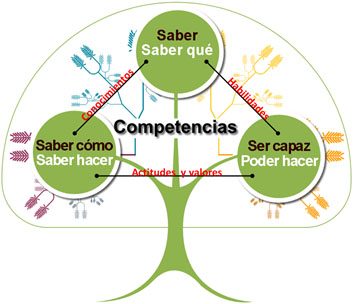 Saber
Saber qué
Conocimientos
Habilidades
Competencias
Saber cómo
Saber hacer
Ser capaz
Poder hacer
Actitudes y valores